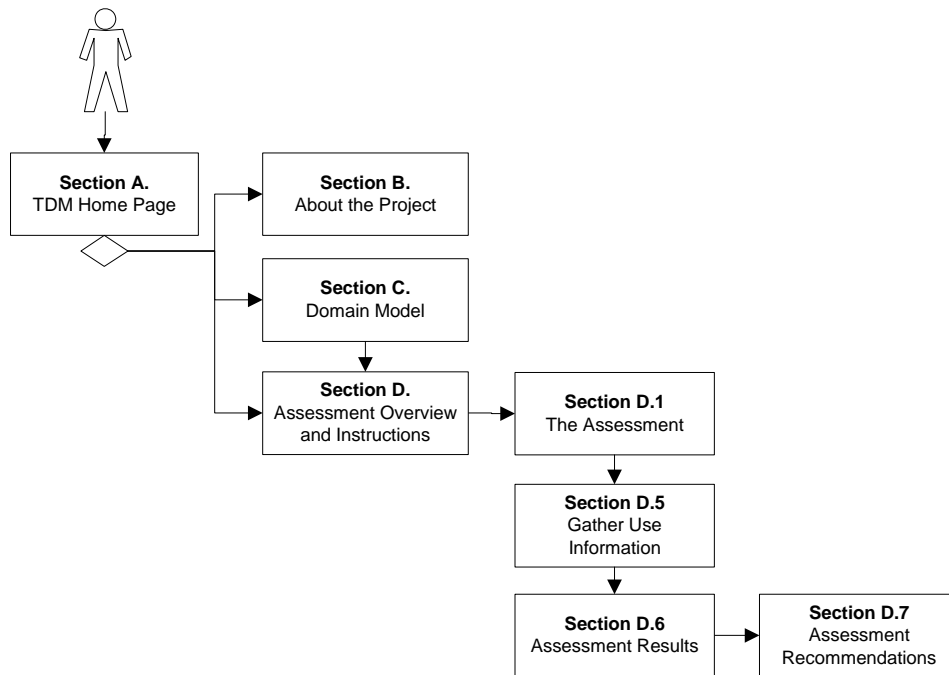 Section A.
TDM Home Page
Section B.
About the Project
Section C.
Domain Model
Section D.
Assessment Overview
and Instructions
Section D.1
The Assessment
Section D.5
Gather Use
Information
Section D.6
Assessment Results
Section D.7
Assessment
Recommendations